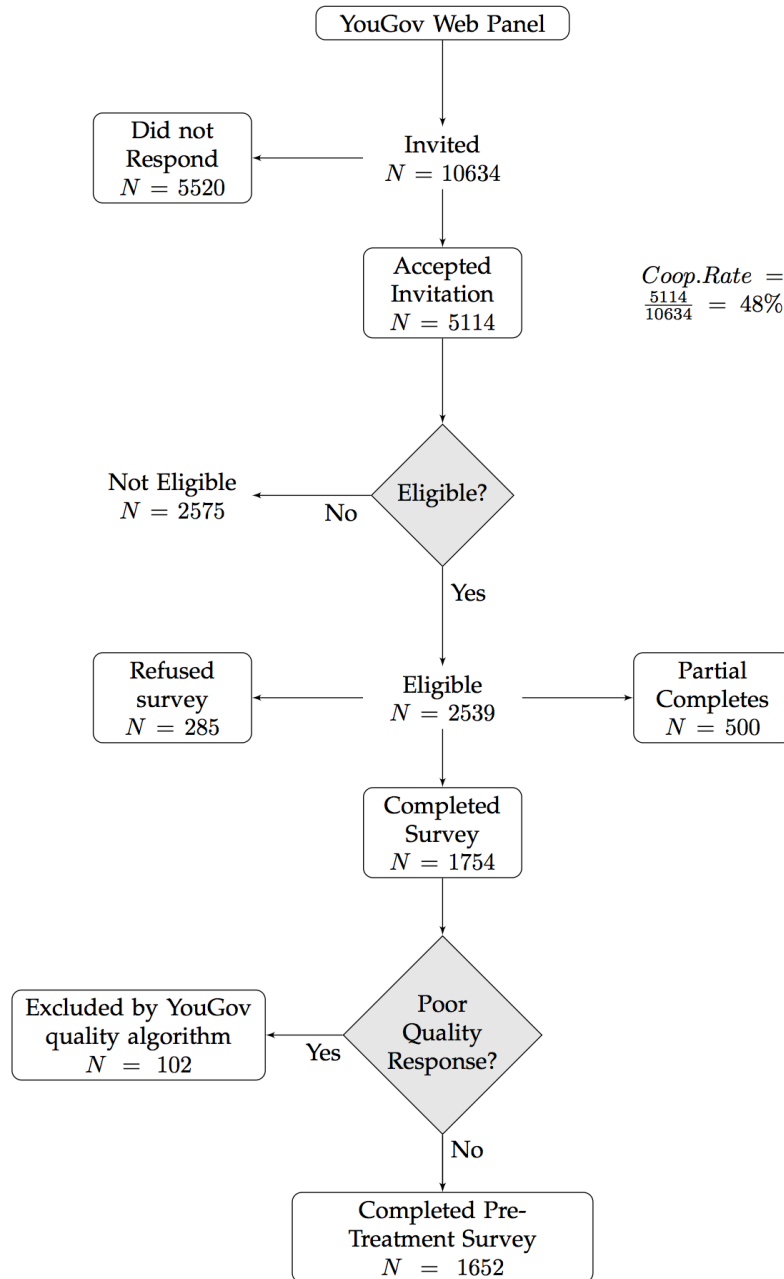 YouGov Web Panel
Did not
Respond
N = 5520
Invited
N = 10634
Accepted
Invitation
N = 5114
Coop.Rate =
5114/10634 = 48%
Eligible?
Not Eligible
N = 2575
No
Yes
Refused
survey
N = 285
Eligible
N = 2539
Partial
Completes
N = 500
Completed
Survey
N = 1754
Poor
Quality
Response?
Excluded by YouGov
quality algorithm
N = 102
Yes
No
Completed Pre-
Treatment Survey
N = 1652